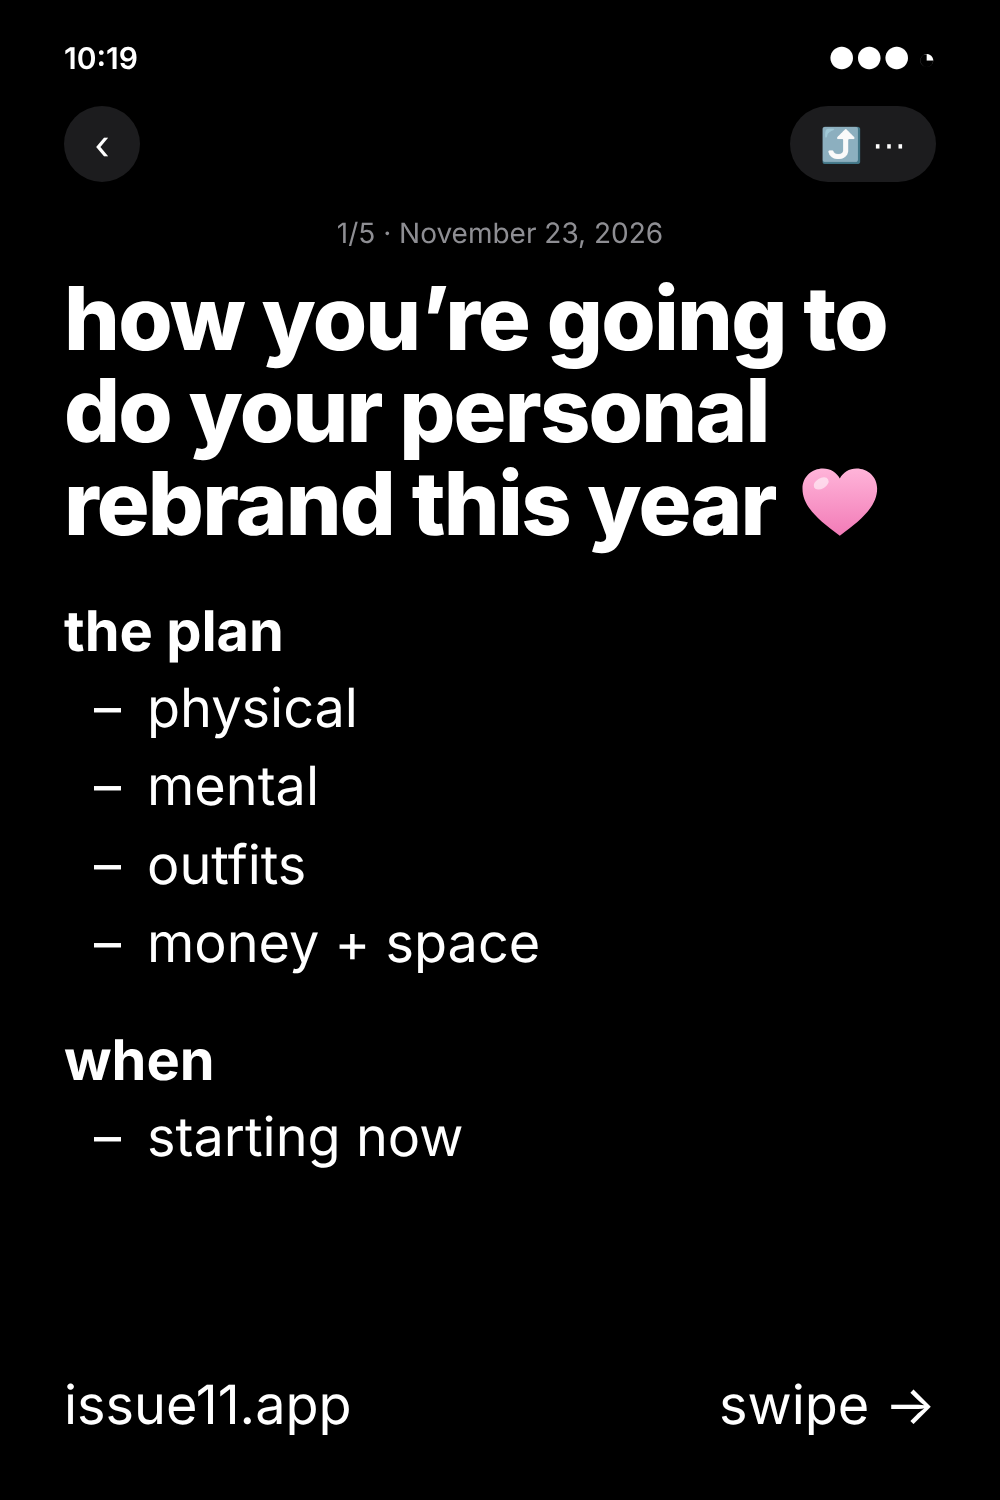 10:19
‹ ⤴️ ⋯
1/5 · November 23, 2026
how you’re going to
do your personal
rebrand this year 🩷
the plan
– physical
– mental
– outfits
– money + space
when
– starting now
issue11.app swipe →